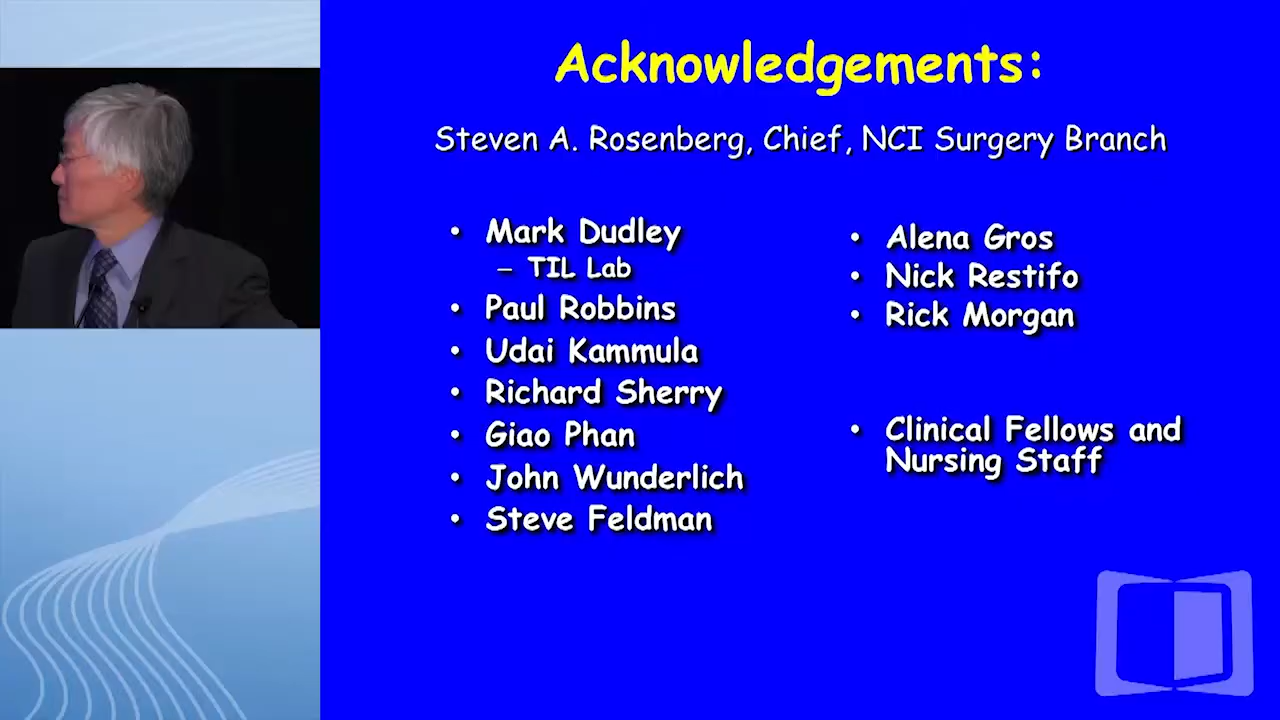 Acknowledgements:
Steven A. Rosenberg, Chief, NCI Surgery Branch
• Mark Dudley
– TIL Lab
• Paul Robbins
• Udai Kammula
• Richard Sherry
• Giao Phan
• John Wunderlich
• Steve Feldman
• Alena Gros
• Nick Restifo
• Rick Morgan
• Clinical Fellows and
Nursing Staff